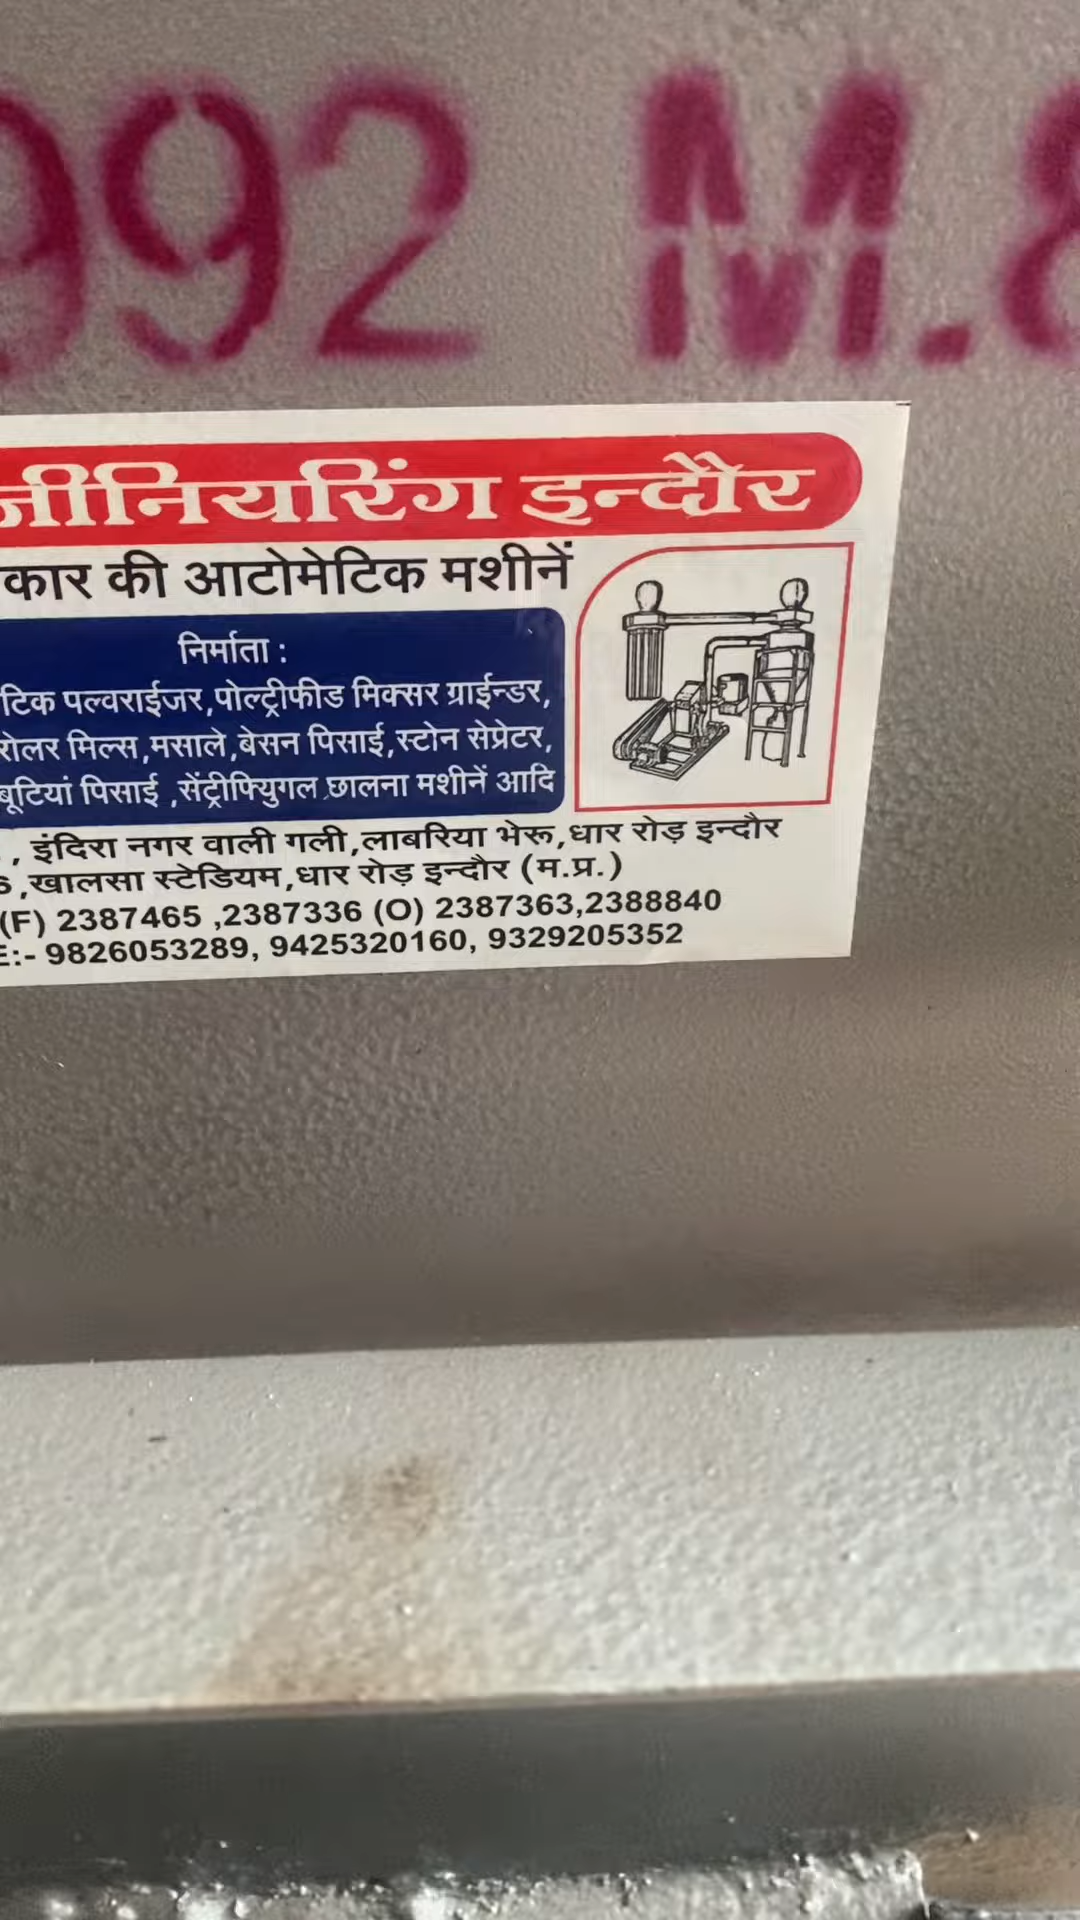 992 M.8
जीनियरिंग इन्दौर
कार की आटोमेटिक मशीनें
निर्माता :
टिक पल्वराईजर,पोल्ट्रीफीड मिक्सर ग्राईन्डर,
रोलर मिल्स,मसाले,बेसन पिसाई,स्टोन सेप्रेटर,
बूटियां पिसाई ,सेंट्रीफ्युगल छालना मशीनें आदि
, इंदिरा नगर वाली गली,लाबरिया भेरू,धार रोड़ इन्दौर
6,खालसा स्टेडियम,धार रोड़ इन्दौर (म.प्र.)
(F) 2387465 ,2387336 (O) 2387363,2388840
E:- 9826053289, 9425320160, 9329205352